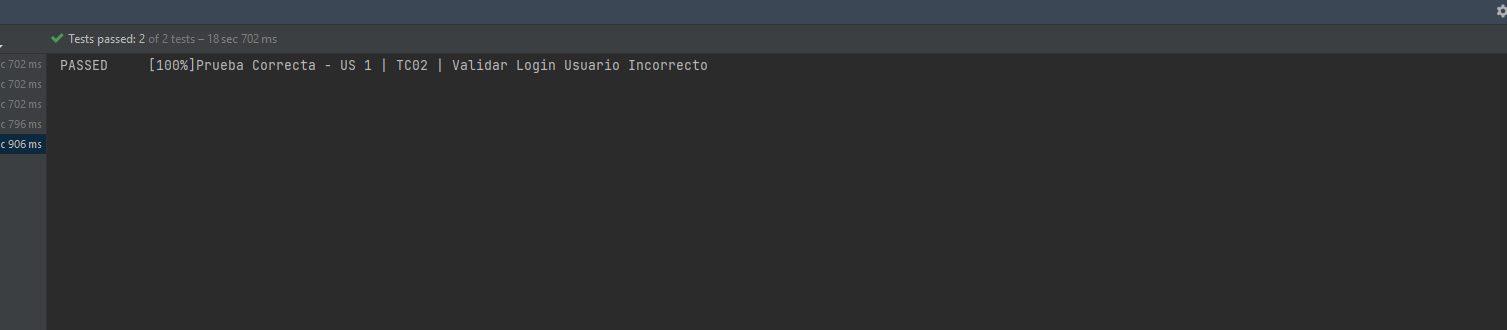 Tests passed: 2 of 2 tests – 18 sec 702 ms
c 702 ms
PASSED [100%]Prueba Correcta - US 1 | TC02 | Validar Login Usuario Incorrecto
c 702 ms
c 702 ms
c 796 ms
c 906 ms